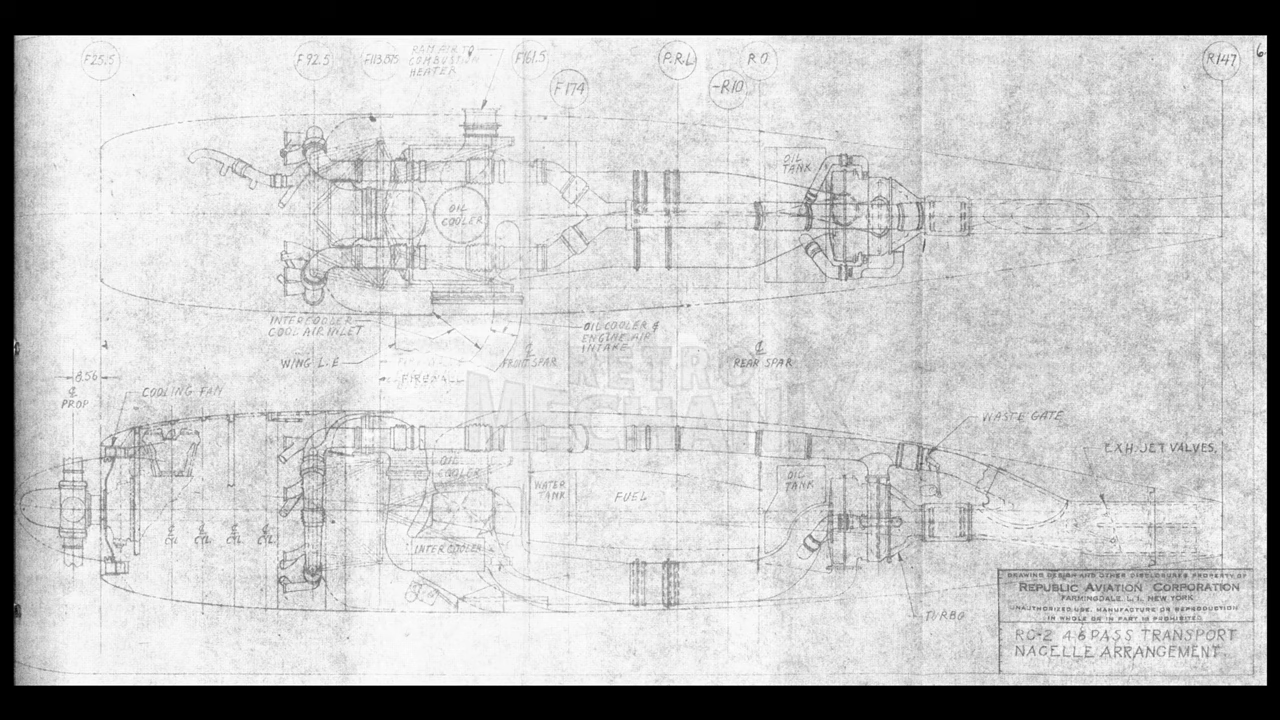 F25.5
F92.5
F113.875
RAM AIR TO
COMBUSTION
HEATER
F161.5
F174
P.R.L
-R10
R0
R147
6
OIL
TANK
OIL
COOLER
INTERCOOLER
COOL AIR INLET
WING L.E
FIREWALL
OIL COOLER &
ENGINE AIR
INTAKE
℄
FRONT SPAR
℄
REAR SPAR
RETRO
MECHANIX
8.56
℄
PROP
COOLING FAN
WASTE GATE
EXH. JET VALVES.
OIL
COOLER
WATER
TANK
FUEL
OIL
TANK
INTERCOOLER
℄
CYL
℄
CYL
℄
CYL
℄
CYL
TURBO
DRAWING DESIGN AND OTHER DISCLOSURES PROPERTY OF
REPUBLIC AVIATION CORPORATION
FARMINGDALE, L. I., NEW YORK
UNAUTHORIZED USE, MANUFACTURE OR REPRODUCTION
IN WHOLE OR IN PART IS PROHIBITED
RC-2 46 PASS TRANSPORT
NACELLE ARRANGEMENT.